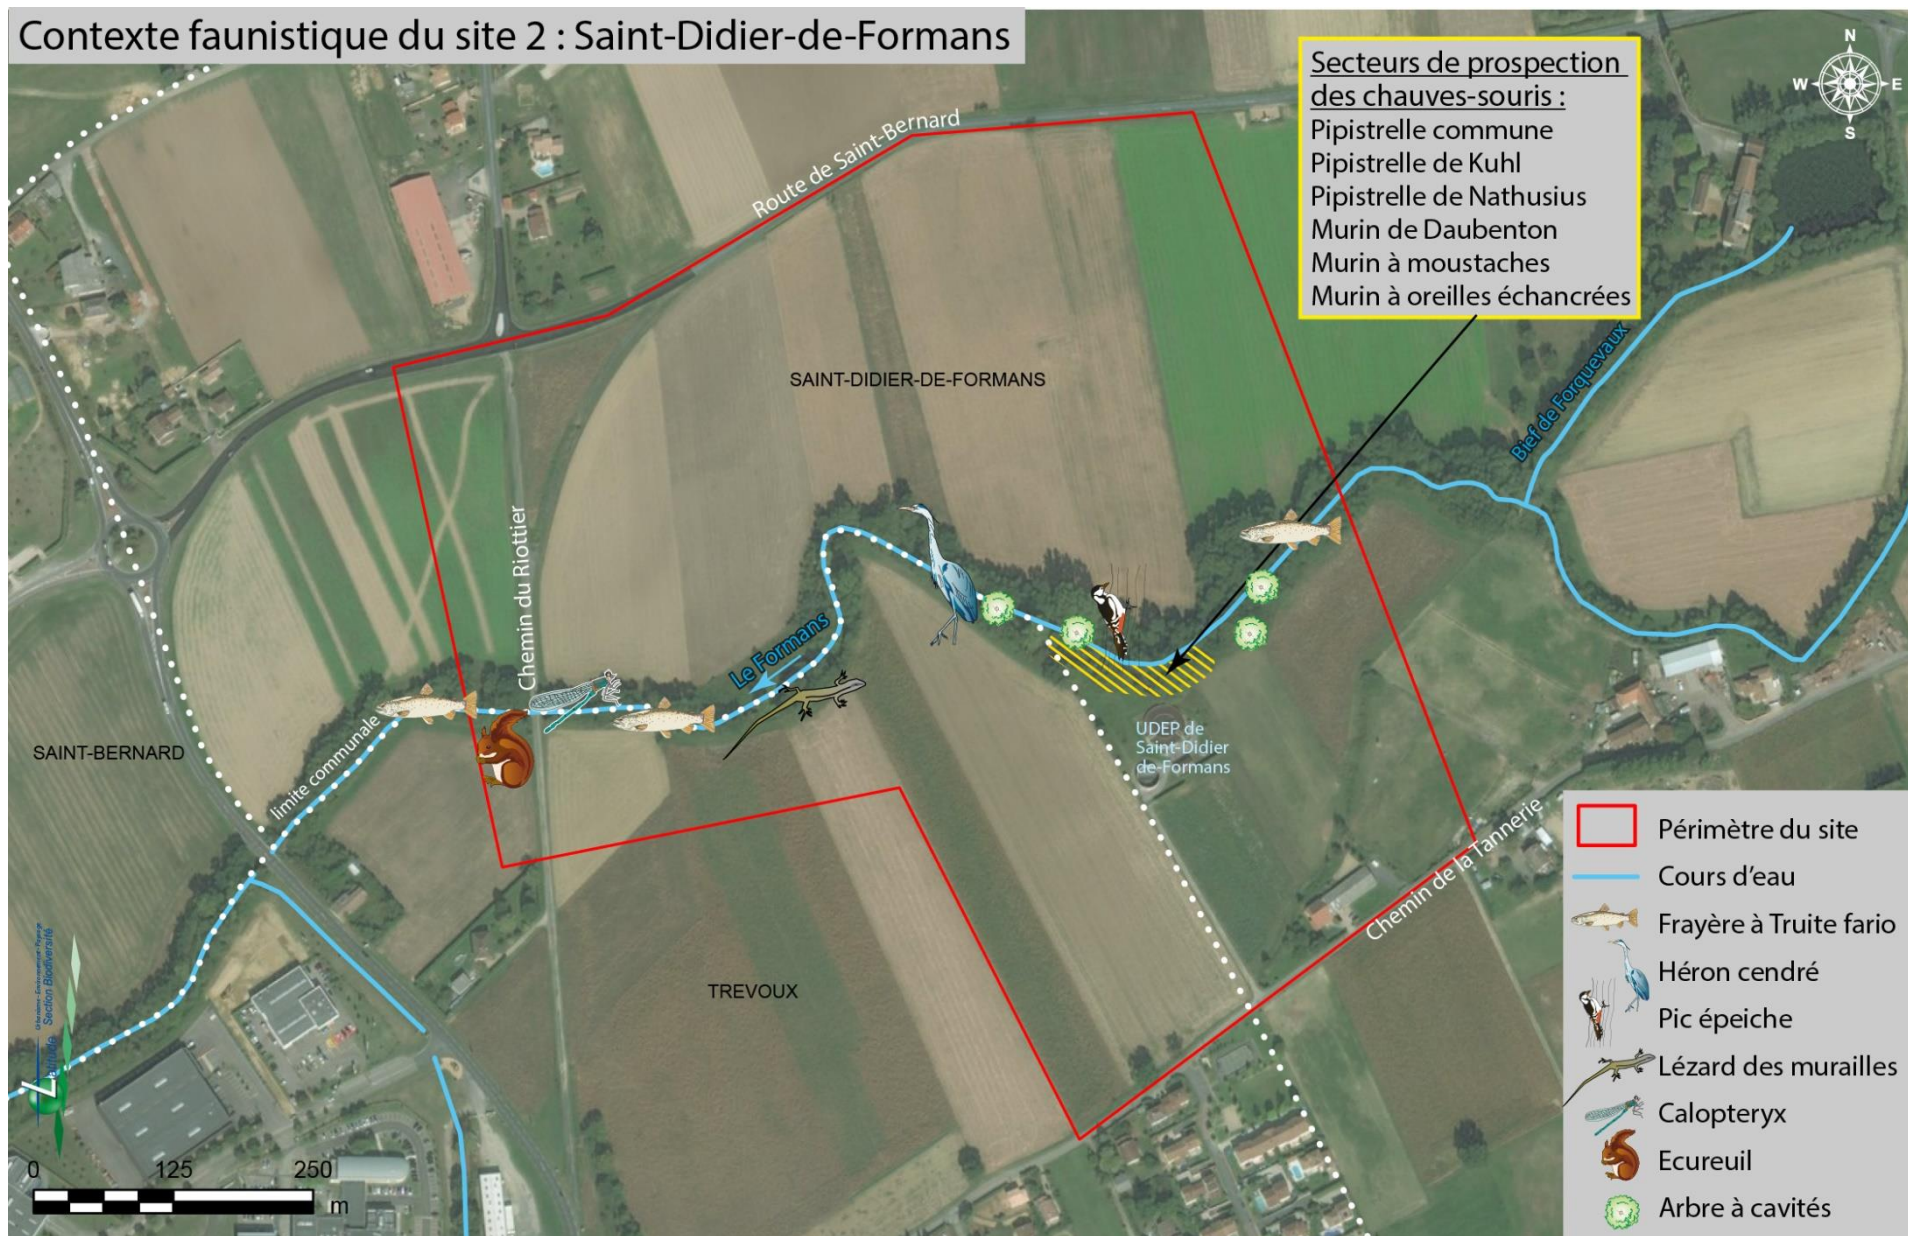 Contexte faunistique du site 2 : Saint-Didier-de-Formans
Secteurs de prospection
des chauves-souris :
Pipistrelle commune
Pipistrelle de Kuhl
Pipistrelle de Nathusius
Murin de Daubenton
Murin à moustaches
Murin à oreilles échancrées
N
W
E
S
Route de Saint-Bernard
SAINT-DIDIER-DE-FORMANS
Bief de Forquevaux
Chemin du Riottier
Le Formans
limite communale
SAINT-BERNARD
UDEP de
Saint-Didier
de-Formans
Chemin de la Tannerie
TREVOUX
Section Biodiversité
0 125 250
m
Périmètre du site
Cours d'eau
Frayère à Truite fario
Héron cendré
Pic épeiche
Lézard des murailles
Calopteryx
Ecureuil
Arbre à cavités